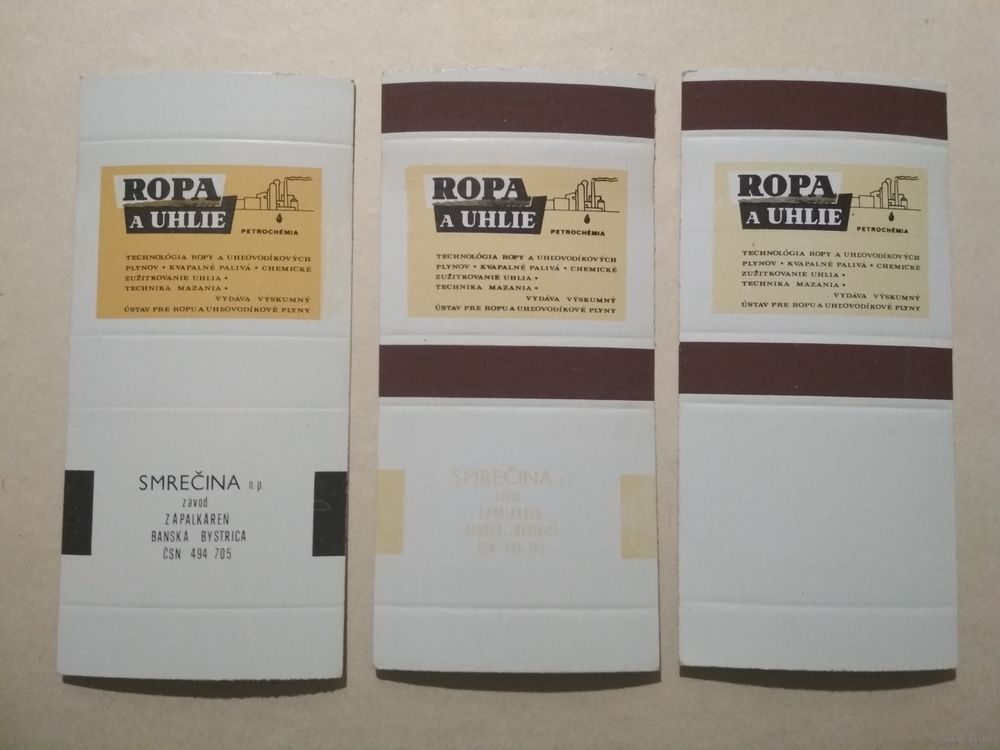 ROPA
A UHLIE
PETROCHÉMIA
TECHNOLÓGIA ROPY A UHĽOVODÍKOVÝCH
PLYNOV • KVAPALNÉ PALIVÁ • CHEMICKÉ
ZUŽITKOVANIE UHLIA •
TECHNIKA MAZANIA •
VYDÁVA VÝSKUMNÝ
ÚSTAV PRE ROPU A UHĽOVODÍKOVÉ PLYNY
SMREČINA n.p.
závod
ZÁPALKÁREŇ
BANSKÁ BYSTRICA
ČSN 494 705
ROPA
A UHLIE
PETROCHÉMIA
TECHNOLÓGIA ROPY A UHĽOVODÍKOVÝCH
PLYNOV • KVAPALNÉ PALIVÁ • CHEMICKÉ
ZUŽITKOVANIE UHLIA •
TECHNIKA MAZANIA •
VYDÁVA VÝSKUMNÝ
ÚSTAV PRE ROPU A UHĽOVODÍKOVÉ PLYNY
SMREČINA n.p.
závod
ZÁPALKÁREŇ
BANSKÁ BYSTRICA
ČSN 494 705
ROPA
A UHLIE
PETROCHÉMIA
TECHNOLÓGIA ROPY A UHĽOVODÍKOVÝCH
PLYNOV • KVAPALNÉ PALIVÁ • CHEMICKÉ
ZUŽITKOVANIE UHLIA •
TECHNIKA MAZANIA •
VYDÁVA VÝSKUMNÝ
ÚSTAV PRE ROPU A UHĽOVODÍKOVÉ PLYNY